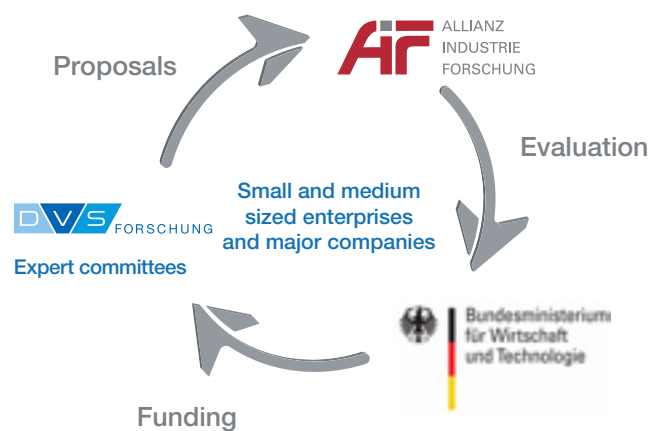 Proposals
AiF
ALLIANZ
INDUSTRIE
FORSCHUNG
Evaluation
Small and medium
sized enterprises
and major companies
DVS FORSCHUNG
Expert committees
Bundesministerium
für Wirtschaft
und Technologie
Funding